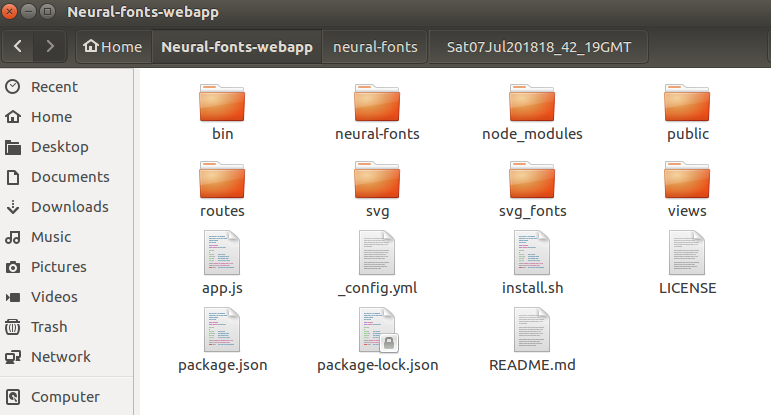 Neural-fonts-webapp
Home Neural-fonts-webapp neural-fonts Sat07Jul201818_42_19GMT
Recent
Home
Desktop
Documents
Downloads
Music
Pictures
Videos
Trash
Network
Computer
bin neural-fonts node_modules public
routes svg svg_fonts views
app.js _config.yml install.sh LICENSE
package.json package-lock.json README.md